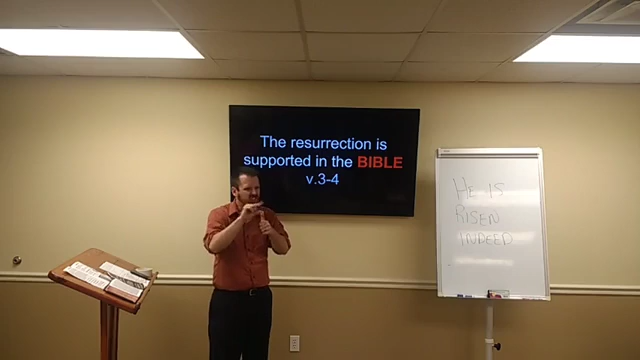 The resurrection is
supported in the BIBLE
v.3-4
HE IS
RISEN
INDEED